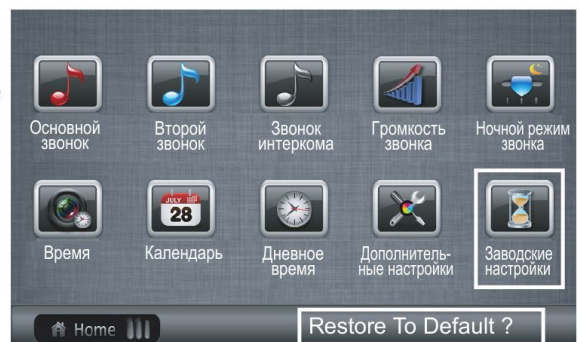 Основной
звонок
Второй
звонок
Звонок
интеркома
Громкость
звонка
Ночной режим
звонка
JULY
28
Время
Календарь
Дневное
время
Дополнитель-
ные настройки
Заводские
настройки
Home
Restore To Default ?